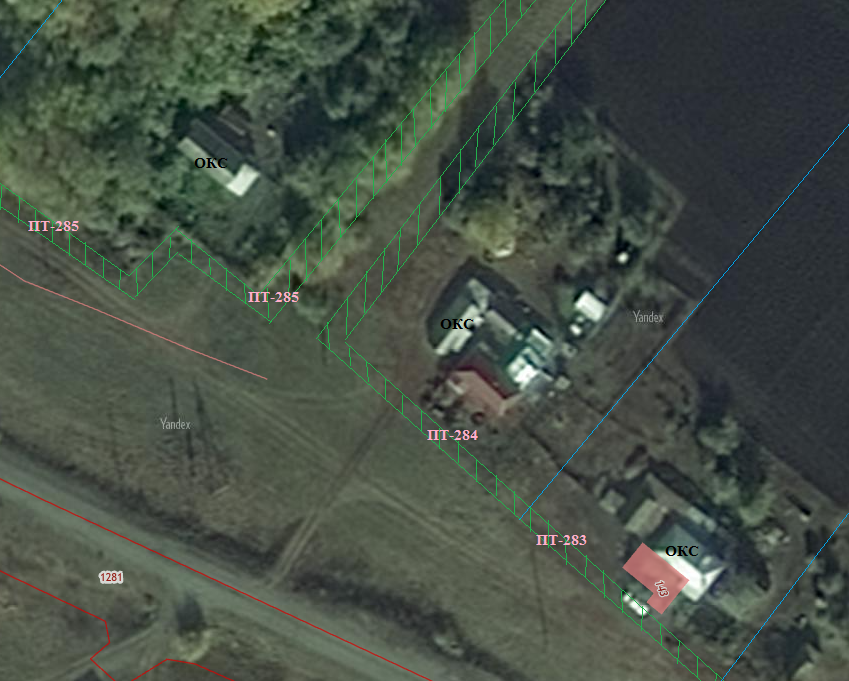 ОКС
ПТ-285
ПТ-285
Yandex
ОКС
Yandex
ПТ-284
ПТ-283
ОКС
1281
143